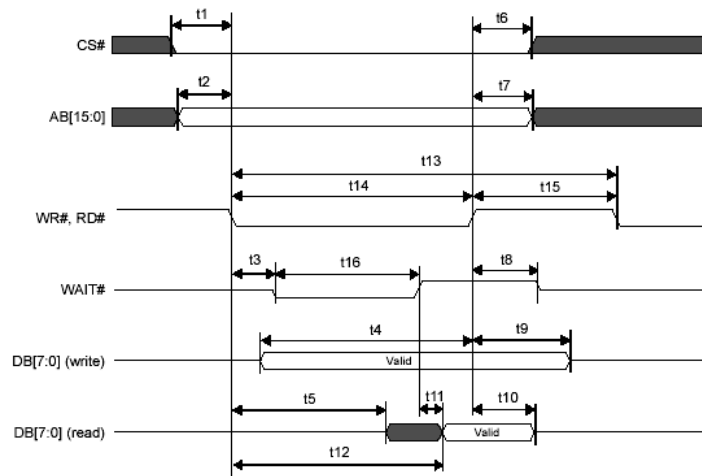 t1 t6
CS#
t2 t7
AB[15:0]
t13
t14 t15
WR#, RD#
t3 t16 t8
WAIT#
t4 t9
DB[7:0] (write) Valid
t5 t11 t10
DB[7:0] (read) Valid
t12